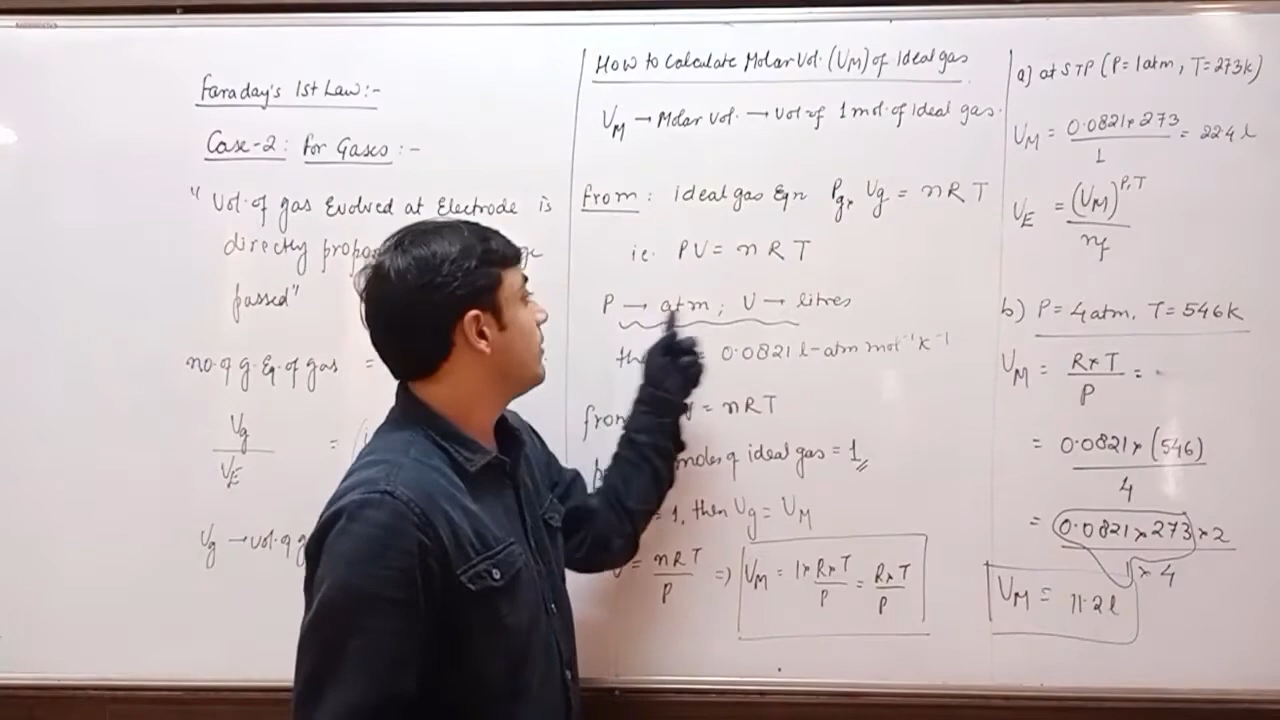 Faraday's 1st Law:-
Case-2: For Gases:-
" Vol. of gas Evolved at Electrode is
directly
passed"
no. of g. Eq. of gas =
Vg / VE = (
Vg → Vol. of g
How to Calculate Molar Vol. (VM) of Ideal gas
VM → Molar Vol. → Vol of 1 mol. of ideal gas.
From: ideal gas Eqn Pg × Vg = nRT
ie. PV = nRT
P → atm; V → litres
= 0.0821 l-atm mol⁻¹ K⁻¹
from = nRT
moles of ideal gas = 1
= 1, then Vg = VM
= nRT / P => VM = 1×R×T / P = R×T / P
a) at STP (P = 1atm, T = 273k)
VM = 0.0821×273 / 1 = 22.4 l
VE = (VM)^P,T / nf
b) P = 4atm, T = 546k
VM = R×T / P =
= 0.0821×(546) / 4
= 0.0821×273×2 / 4
VM = 11.2 l